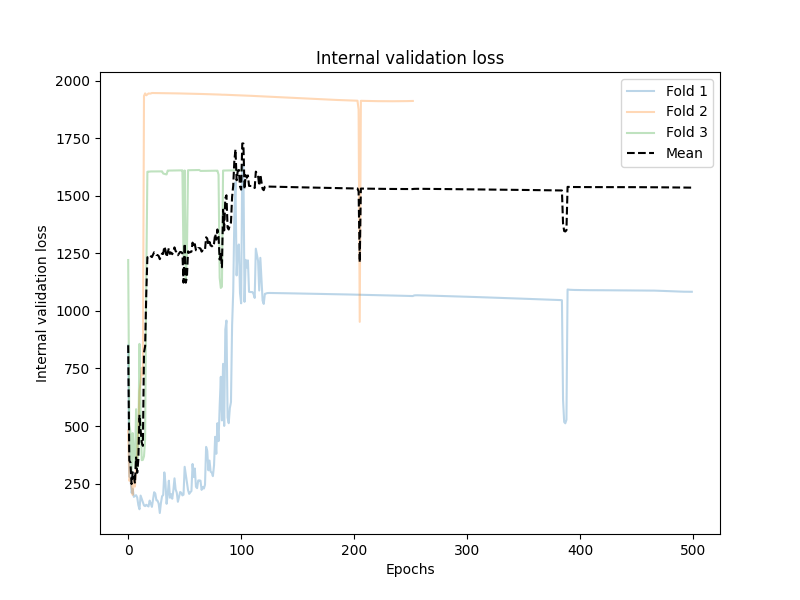 Internal validation loss
2000
1750
1500
1250
1000
750
500
250
0
100
200
300
400
500
Internal validation loss
Epochs
Fold 1
Fold 2
Fold 3
Mean